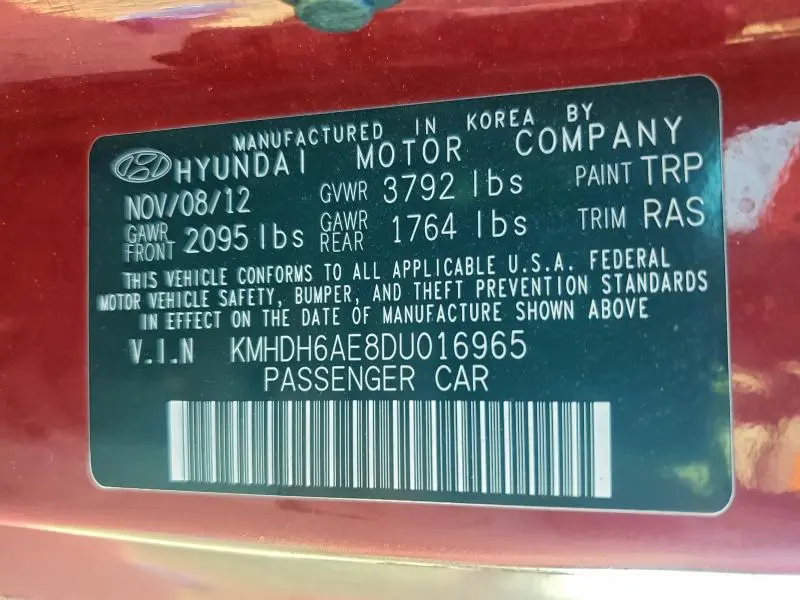 MANUFACTURED IN KOREA BY
HYUNDAI MOTOR COMPANY
NOV/08/12 GVWR 3792 lbs PAINT TRP
GAWR FRONT 2095 lbs GAWR REAR 1764 lbs TRIM RAS
THIS VEHICLE CONFORMS TO ALL APPLICABLE U.S.A. FEDERAL
MOTOR VEHICLE SAFETY, BUMPER, AND THEFT PREVENTION STANDARDS
IN EFFECT ON THE DATE OF MANUFACTURE SHOWN ABOVE
V.I.N KMHDH6AE8DU016965
PASSENGER CAR